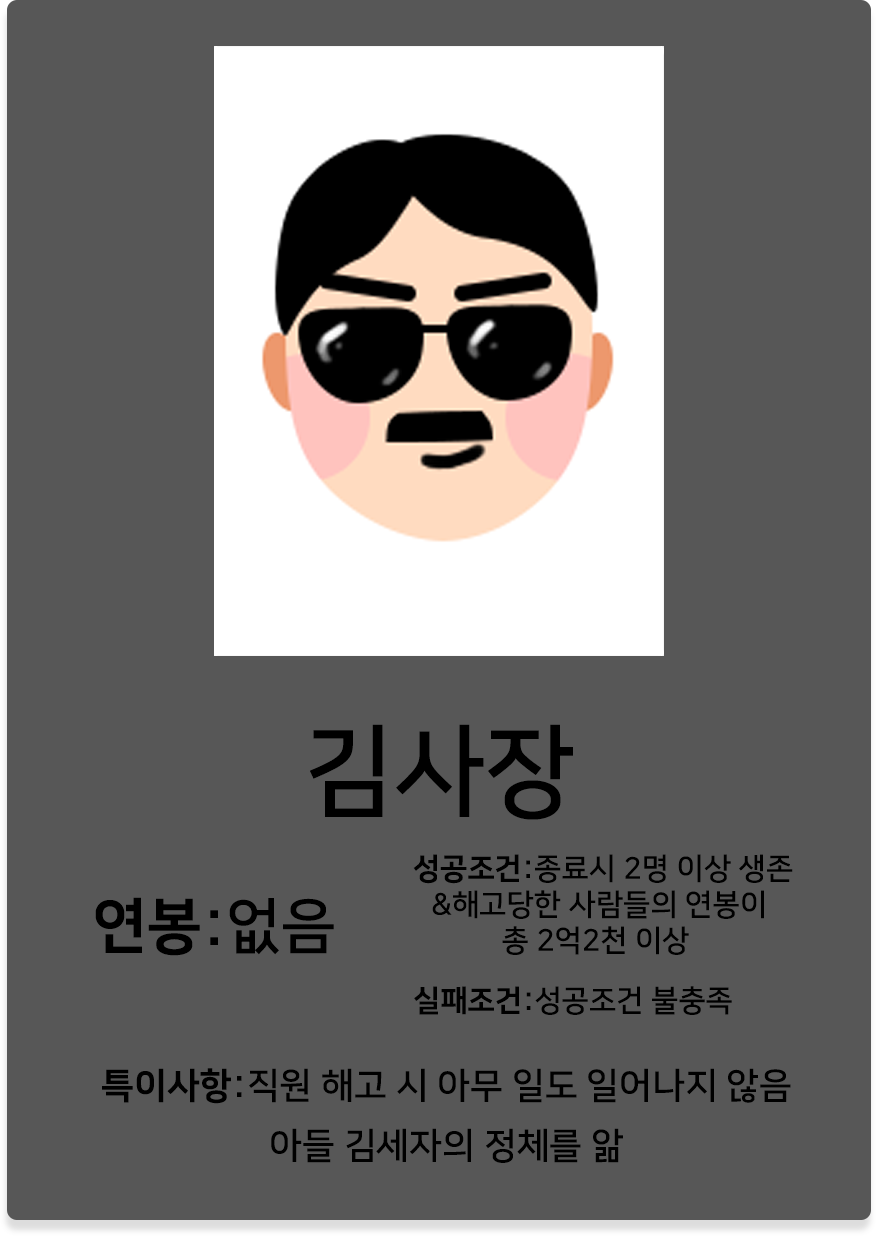 김사장
연봉:없음
성공조건:종료시 2명 이상 생존
&해고당한 사람들의 연봉이
총 2억2천 이상
실패조건:성공조건 불충족
특이사항:직원 해고 시 아무 일도 일어나지 않음
아들 김세자의 정체를 앎